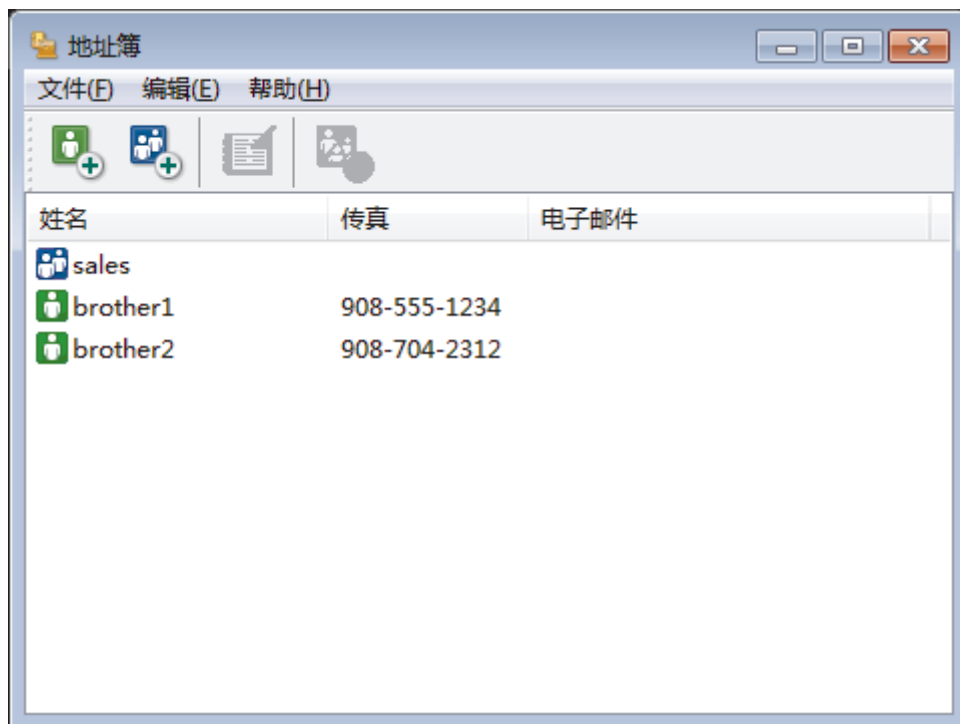 地址簿
文件(F) 编辑(E) 帮助(H)
姓名 传真 电子邮件
sales
brother1 908-555-1234
brother2 908-704-2312